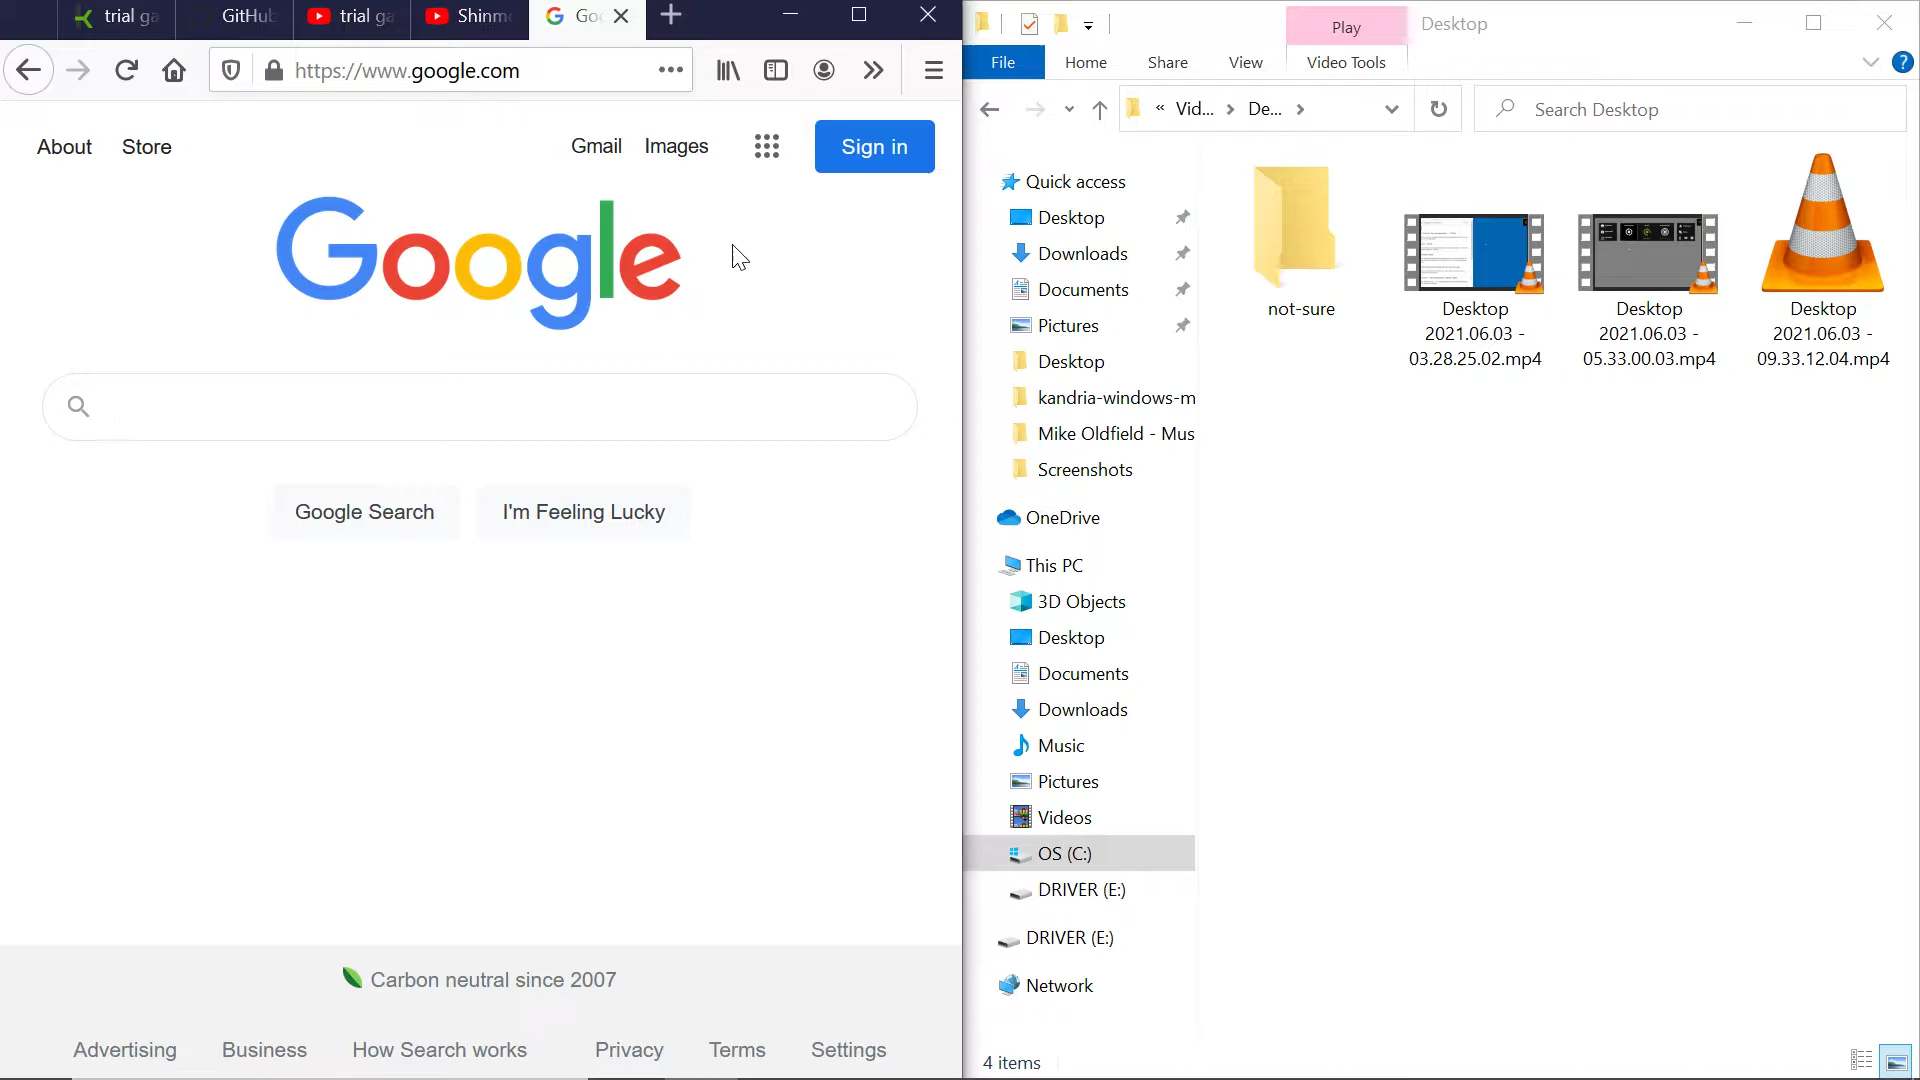 trial ga
GitHub
trial ga
Shinme
Goo
https://www.google.com
About
Store
Gmail
Images
Sign in
Google
Google Search
I'm Feeling Lucky
Carbon neutral since 2007
Advertising
Business
How Search works
Privacy
Terms
Settings
Play
Desktop
File
Home
Share
View
Video Tools
?
« Vid... > De... >
Search Desktop
Quick access
Desktop
Downloads
Documents
Pictures
Desktop
kandria-windows-m
Mike Oldfield - Mus
Screenshots
OneDrive
This PC
3D Objects
Desktop
Documents
Downloads
Music
Pictures
Videos
OS (C:)
DRIVER (E:)
DRIVER (E:)
Network
not-sure
Desktop
2021.06.03 -
03.28.25.02.mp4
Desktop
2021.06.03 -
05.33.00.03.mp4
Desktop
2021.06.03 -
09.33.12.04.mp4
4 items